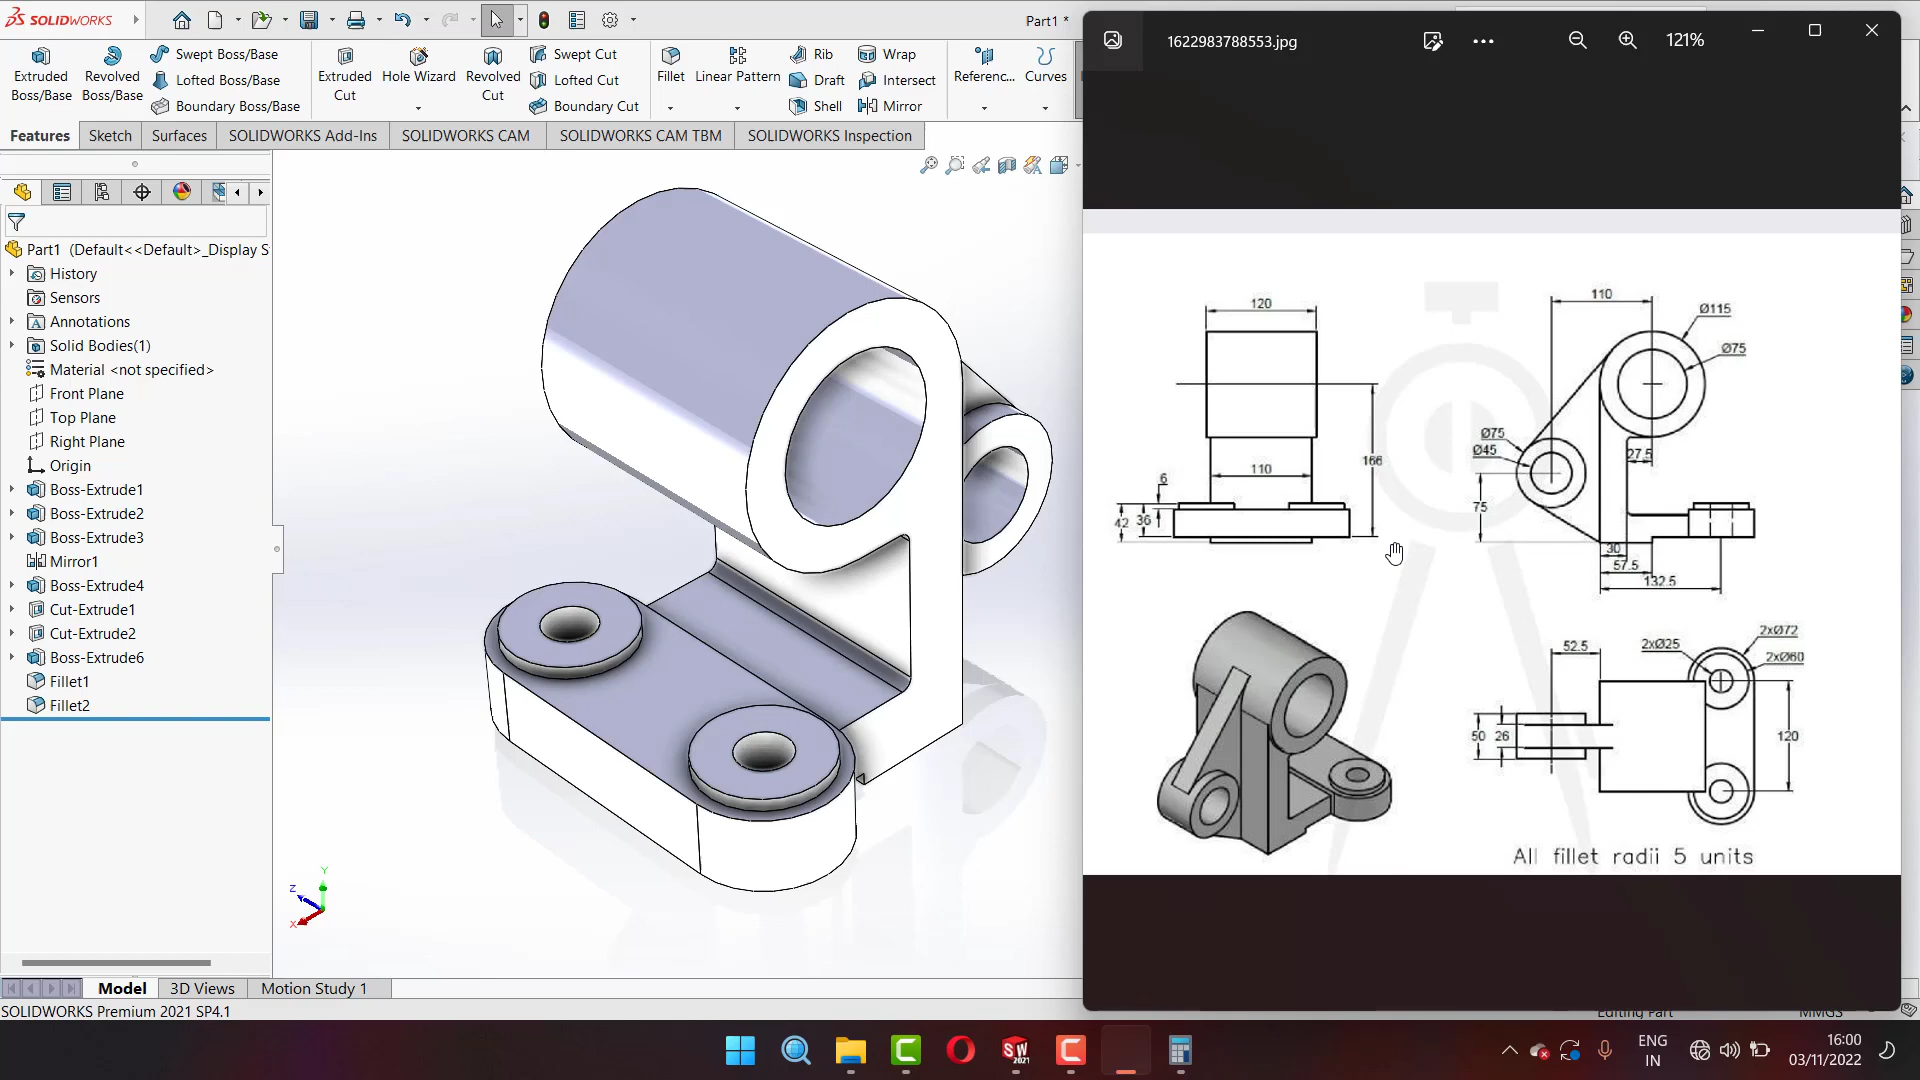 SOLIDWORKS
Part1 *
Extruded Boss/Base
Revolved Boss/Base
Swept Boss/Base
Lofted Boss/Base
Boundary Boss/Base
Extruded Cut
Hole Wizard
Revolved Cut
Swept Cut
Lofted Cut
Boundary Cut
Fillet
Linear Pattern
Rib
Draft
Shell
Wrap
Intersect
Mirror
Referenc...
Curves
Features
Sketch
Surfaces
SOLIDWORKS Add-Ins
SOLIDWORKS CAM
SOLIDWORKS CAM TBM
SOLIDWORKS Inspection
Part1 (Default<<Default>_Display S
History
Sensors
Annotations
Solid Bodies(1)
Material <not specified>
Front Plane
Top Plane
Right Plane
Origin
Boss-Extrude1
Boss-Extrude2
Boss-Extrude3
Mirror1
Boss-Extrude4
Cut-Extrude1
Cut-Extrude2
Boss-Extrude6
Fillet1
Fillet2
Y
Z
X
Model
3D Views
Motion Study 1
SOLIDWORKS Premium 2021 SP4.1
Editing Part
MMGS
1622983788553.jpg
121%
120
166
110
6
42
36
110
Ø115
Ø75
Ø75
Ø45
27.5
75
30
57.5
132.5
52.5
2xØ25
2xØ72
2xØ60
50
26
120
All fillet radii 5 units
SW
2021
ENG
IN
16:00
03/11/2022